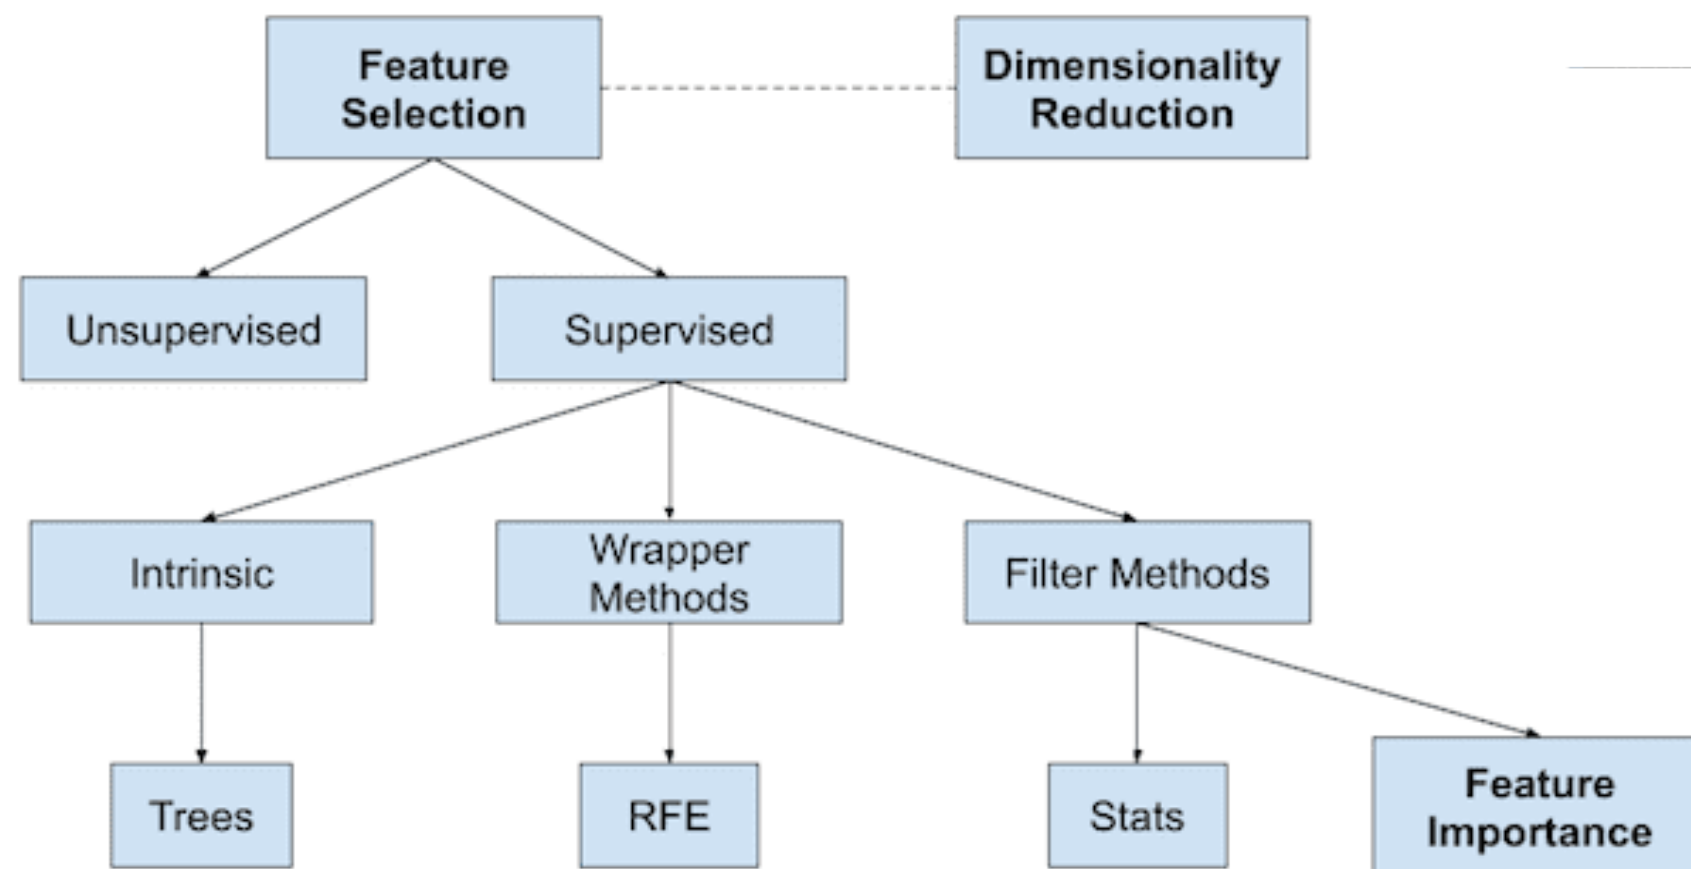 Feature
Selection
Dimensionality
Reduction
Unsupervised
Supervised
Intrinsic
Wrapper
Methods
Filter Methods
Trees
RFE
Stats
Feature
Importance